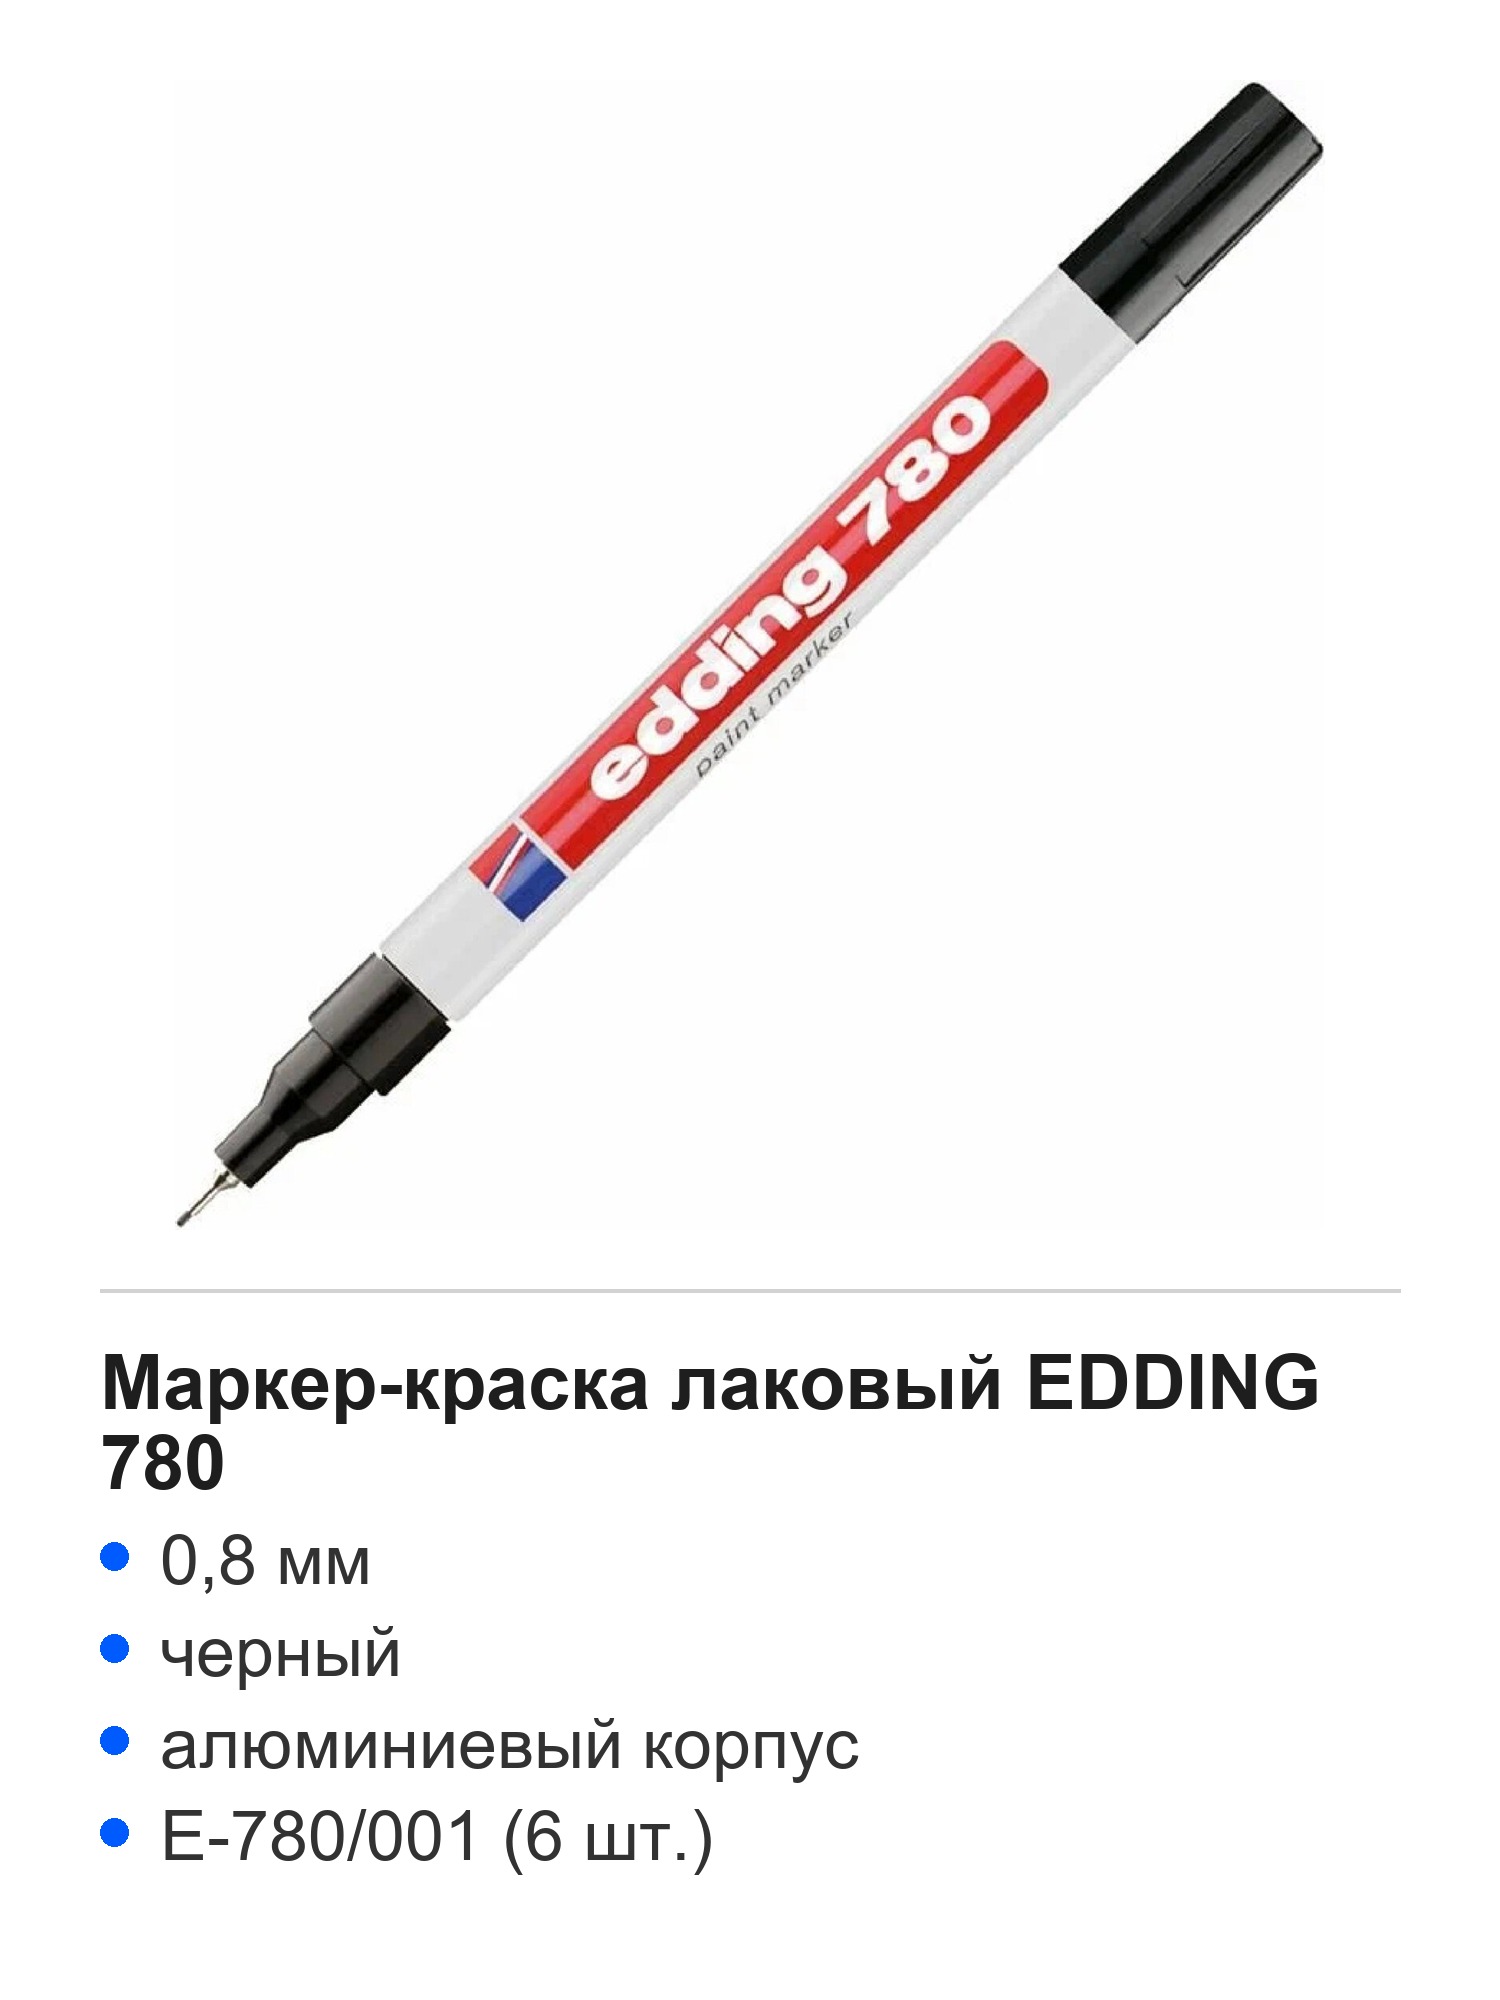 edding 780
paint marker
Маркер-краска лаковый EDDING
780
0,8 мм
черный
алюминиевый корпус
E-780/001 (6 шт.)